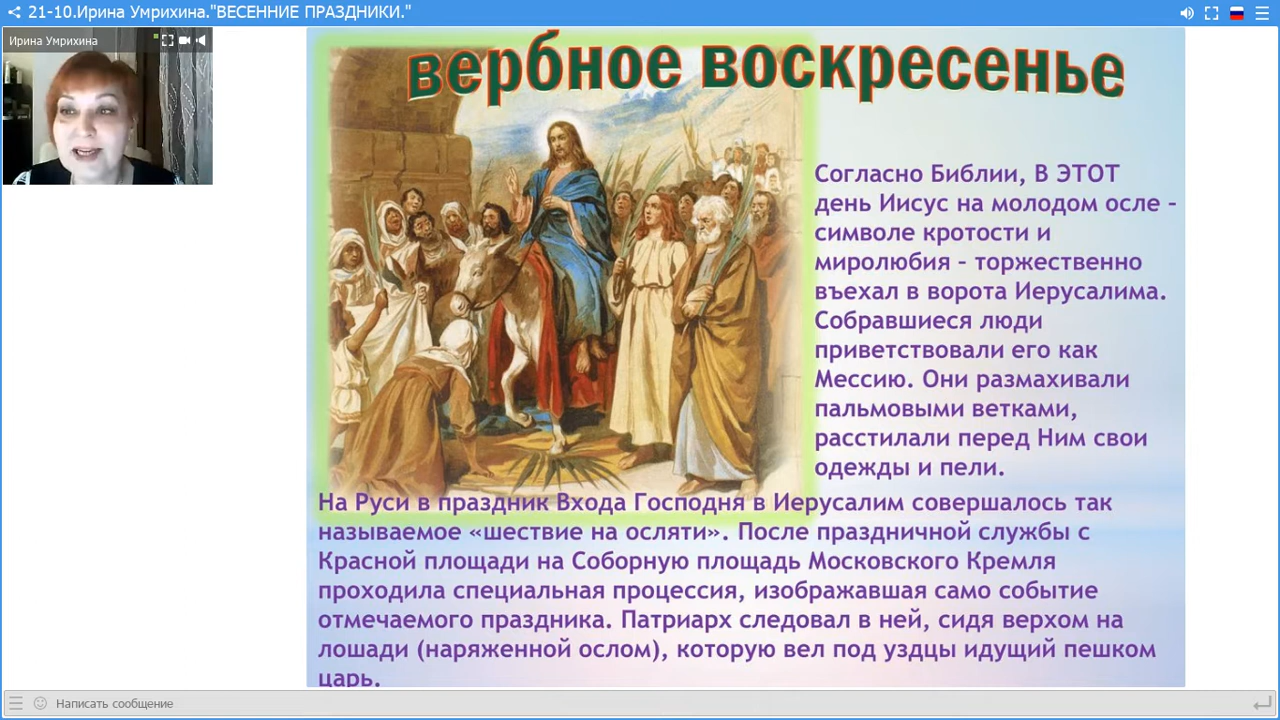 21-10.Ирина Умрихина."ВЕСЕННИЕ ПРАЗДНИКИ."
Ирина Умрихина
вербное воскресенье
Согласно Библии, В ЭТОТ
день Иисус на молодом осле –
символе кротости и
миролюбия – торжественно
въехал в ворота Иерусалима.
Собравшиеся люди
приветствовали его как
Мессию. Они размахивали
пальмовыми ветками,
расстилали перед Ним свои
одежды и пели.
На Руси в праздник Входа Господня в Иерусалим совершалось так
называемое «шествие на осляти». После праздничной службы с
Красной площади на Соборную площадь Московского Кремля
проходила специальная процессия, изображавшая само событие
отмечаемого праздника. Патриарх следовал в ней, сидя верхом на
лошади (наряженной ослом), которую вел под уздцы идущий пешком
царь.
Написать сообщение